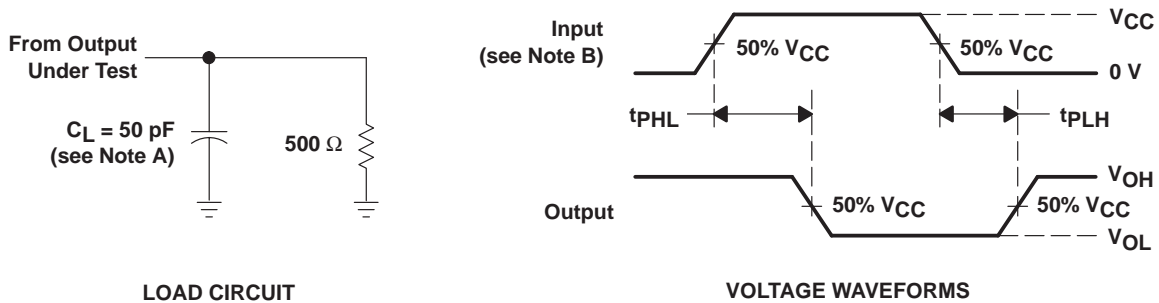 From Output
Under Test
CL = 50 pF
(see Note A)
500 Ω
LOAD CIRCUIT
Input
(see Note B)
50% VCC
50% VCC
VCC
0 V
tPHL
tPLH
Output
50% VCC
50% VCC
VOH
VOL
VOLTAGE WAVEFORMS